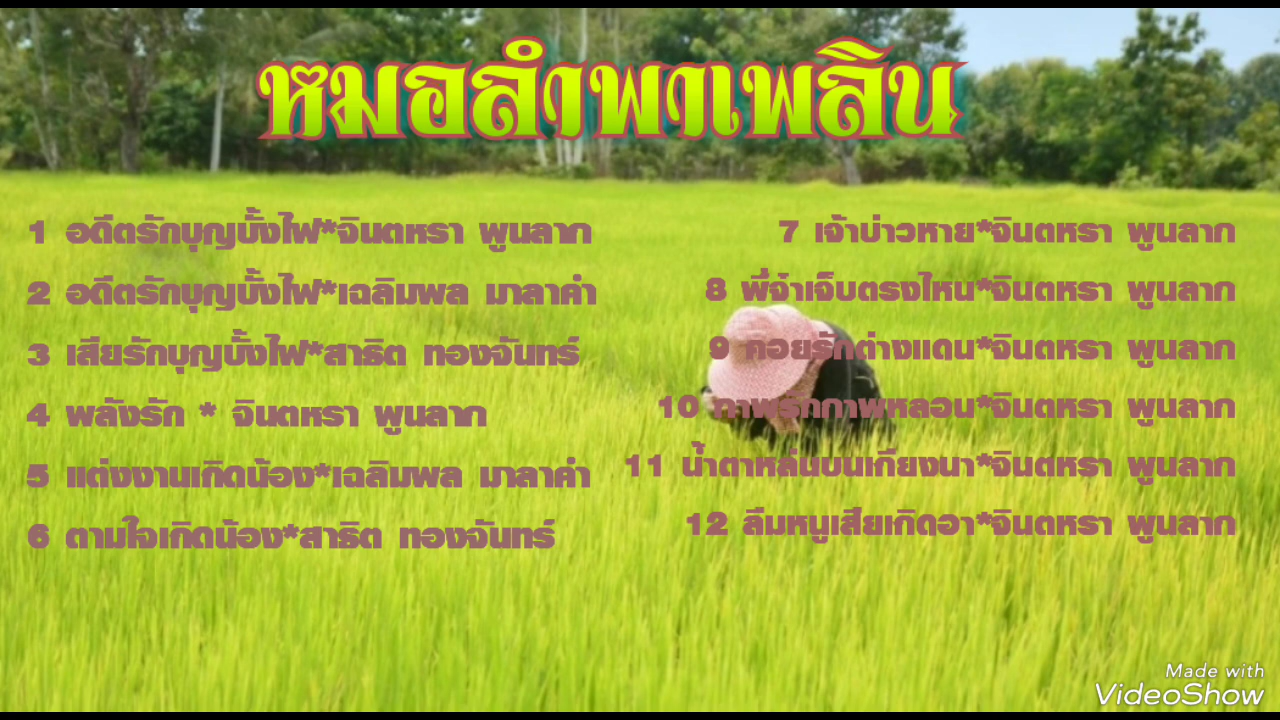 หมอลำพาเพลิน
1 อดีตรักบุญบั้งไฟ*จินตหรา พูนลาภ
2 อดีตรักบุญบั้งไฟ*เฉลิมพล มาลาคำ
3 เสียรักบุญบั้งไฟ*สาธิต ทองจันทร์
4 พลังรัก * จินตหรา พูนลาภ
5 แต่งงานเกิดน้อง*เฉลิมพล มาลาคำ
6 ตามใจเกิดน้อง*สาธิต ทองจันทร์
7 เจ้าบ่าวหาย*จินตหรา พูนลาภ
8 พี่จ๋าเจ็บตรงไหน*จินตหรา พูนลาภ
9 คอยรักต่างแดน*จินตหรา พูนลาภ
10 ภาพรักภาพหลอน*จินตหรา พูนลาภ
11 น้ำตาหล่นบนเถียงนา*จินตหรา พูนลาภ
12 ลืมหนูเสียเถิดอา*จินตหรา พูนลาภ
Made with
VideoShow